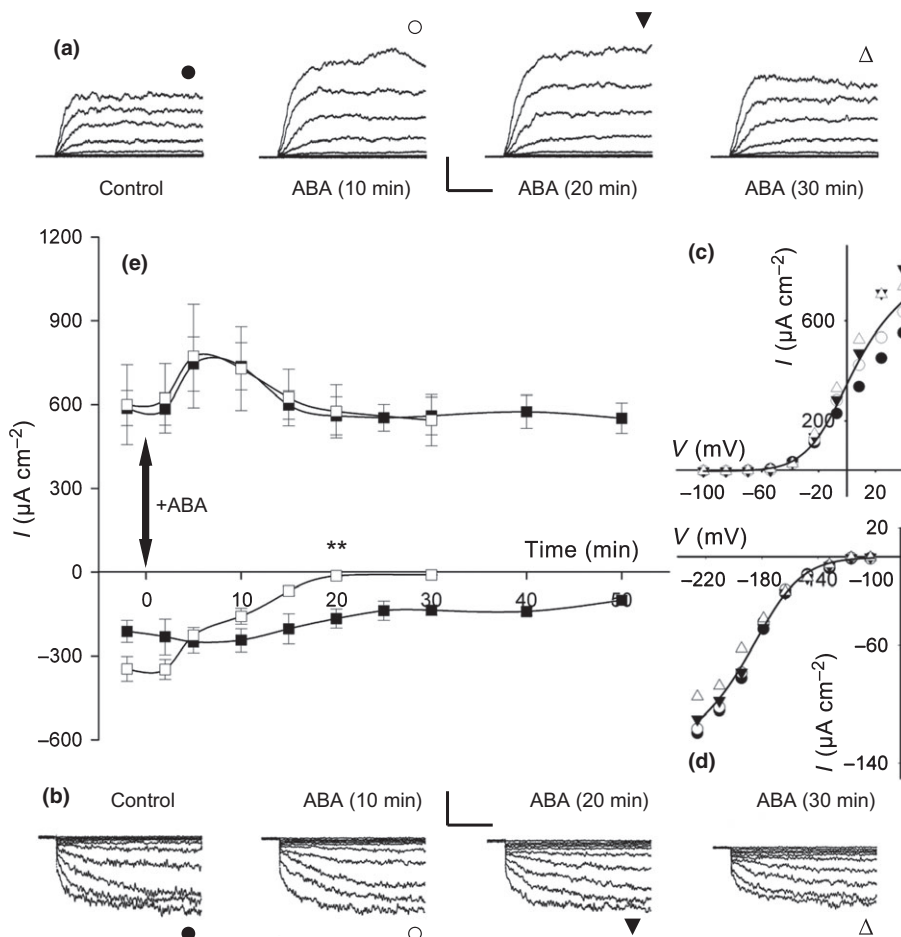 (a)
Control
ABA (10 min)
ABA (20 min)
ABA (30 min)
(e)
1200
900
600
300
0
−300
−600
I (µA cm−2)
+ABA
**
Time (min)
0
10
20
30
40
50
(c)
I (µA cm−2)
600
200
V (mV)
−100
−60
−20
20
V (mV)
20
−220
−180
−140
−100
−60
−140
I (µA cm−2)
(d)
(b)
Control
ABA (10 min)
ABA (20 min)
ABA (30 min)